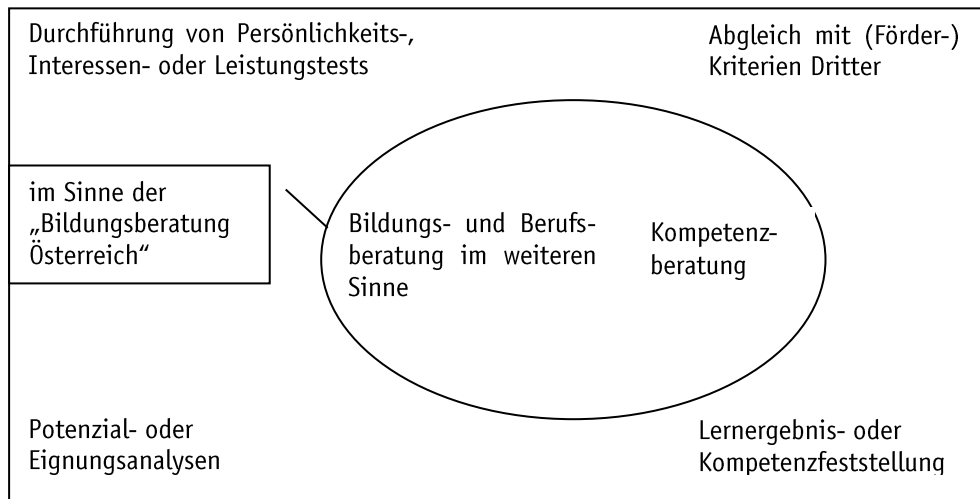 Durchführung von Persönlichkeits-,
Interessen- oder Leistungstests
Abgleich mit (Förder-)
Kriterien Dritter
im Sinne der
„Bildungsberatung
Österreich“
Bildungs- und Berufs-
beratung im weiteren
Sinne
Kompetenz-
beratung
Potenzial- oder
Eignungsanalysen
Lernergebnis- oder
Kompetenzfeststellung